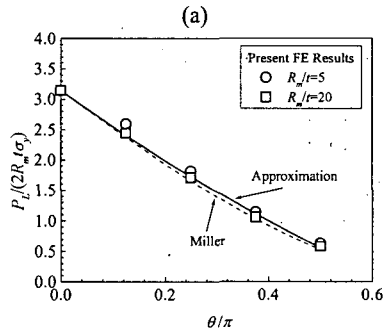 (a)
4.0
3.5
3.0
2.5
2.0
1.5
1.0
0.5
0.0
P_L/(2R_m tσ_y)
Present FE Results
R_m/t=5
R_m/t=20
Approximation
Miller
0.0 0.2 0.4 0.6
θ/π